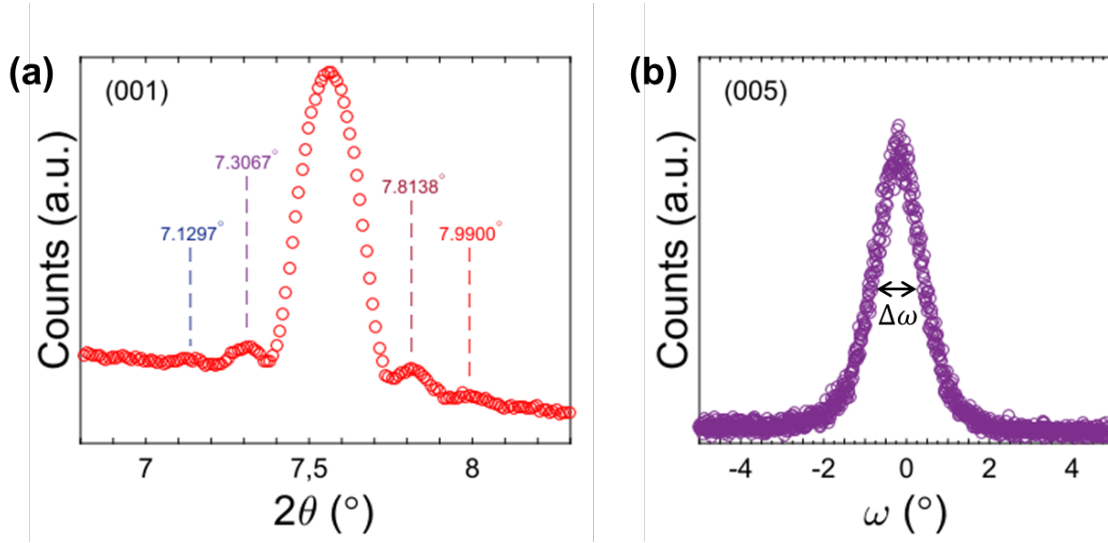 (a)
(001)
7.3067°
7.8138°
7.1297°
7.9900°
Counts (a.u.)
7
7,5
8
2θ (°)
(b)
(005)
Counts (a.u.)
Δω
-4
-2
0
2
4
ω (°)